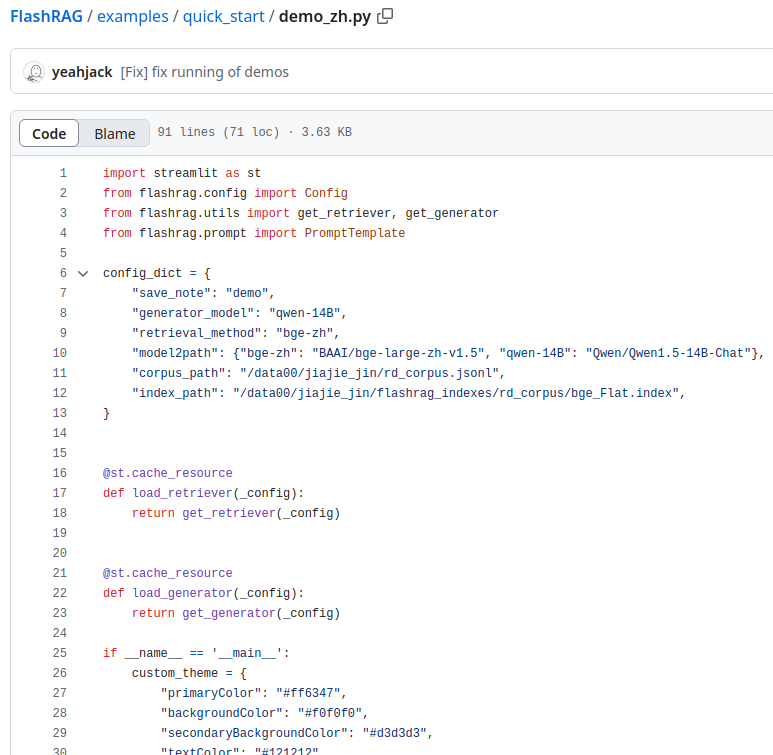 FlashRAG / examples / quick_start / demo_zh.py
yeahjack [Fix] fix running of demos
Code Blame 91 lines (71 loc) · 3.63 KB
1 import streamlit as st
2 from flashrag.config import Config
3 from flashrag.utils import get_retriever, get_generator
4 from flashrag.prompt import PromptTemplate
5
6 config_dict = {
7     "save_note": "demo",
8     "generator_model": "qwen-14B",
9     "retrieval_method": "bge-zh",
10     "model2path": {"bge-zh": "BAAI/bge-large-zh-v1.5", "qwen-14B": "Qwen/Qwen1.5-14B-Chat"},
11     "corpus_path": "/data00/jiajie_jin/rd_corpus.jsonl",
12     "index_path": "/data00/jiajie_jin/flashrag_indexes/rd_corpus/bge_Flat.index",
13 }
14
15
16 @st.cache_resource
17 def load_retriever(_config):
18     return get_retriever(_config)
19
20
21 @st.cache_resource
22 def load_generator(_config):
23     return get_generator(_config)
24
25 if __name__ == '__main__':
26     custom_theme = {
27         "primaryColor": "#ff6347",
28         "backgroundColor": "#f0f0f0",
29         "secondaryBackgroundColor": "#d3d3d3",
30         "textColor": "#121212"